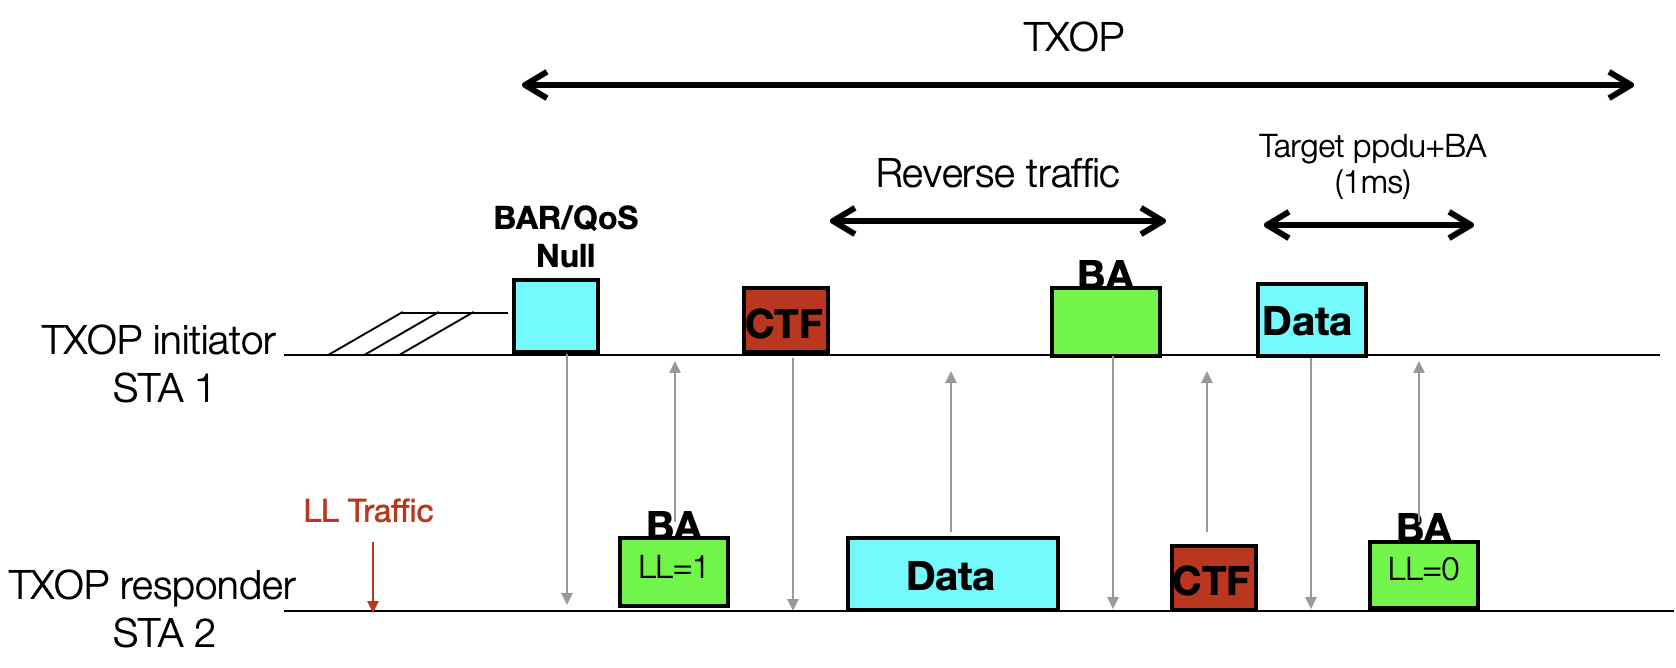 TXOP
Target ppdu+BA
(1ms)
Reverse traffic
BAR/QoS
Null
BA
CTF
Data
TXOP initiator
STA 1
LL Traffic
BA
BA
LL=1
LL=0
Data
CTF
TXOP responder
STA 2